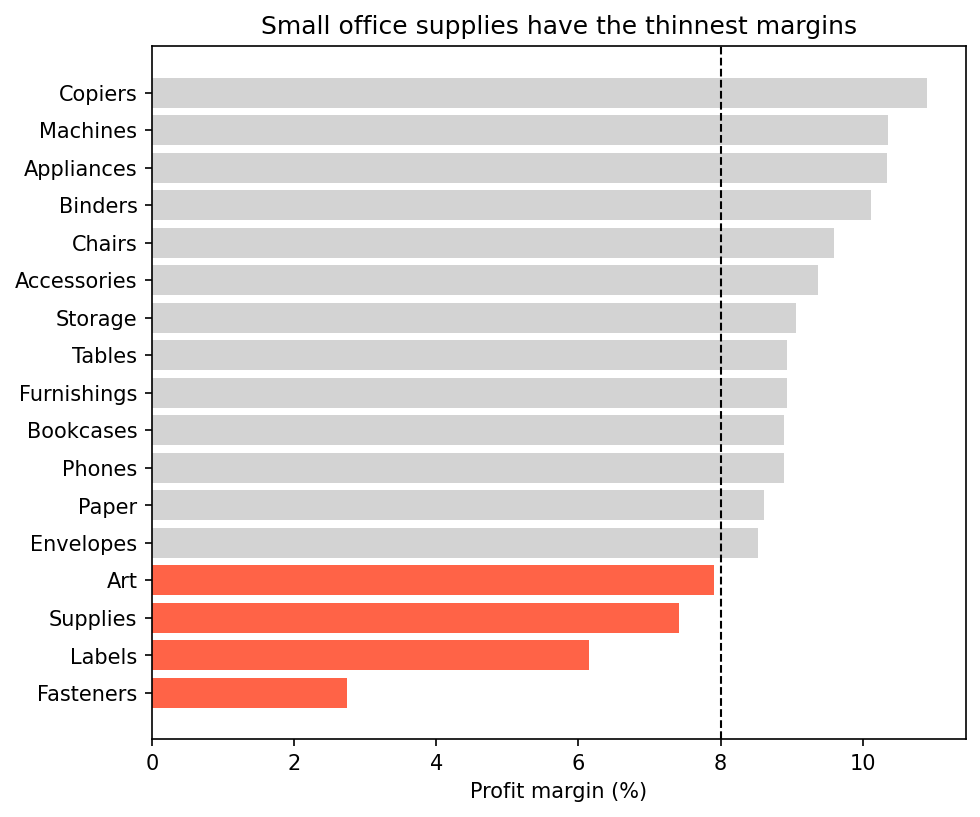 Small office supplies have the thinnest margins
Copiers
Machines
Appliances
Binders
Chairs
Accessories
Storage
Tables
Furnishings
Bookcases
Phones
Paper
Envelopes
Art
Supplies
Labels
Fasteners
0 2 4 6 8 10
Profit margin (%)